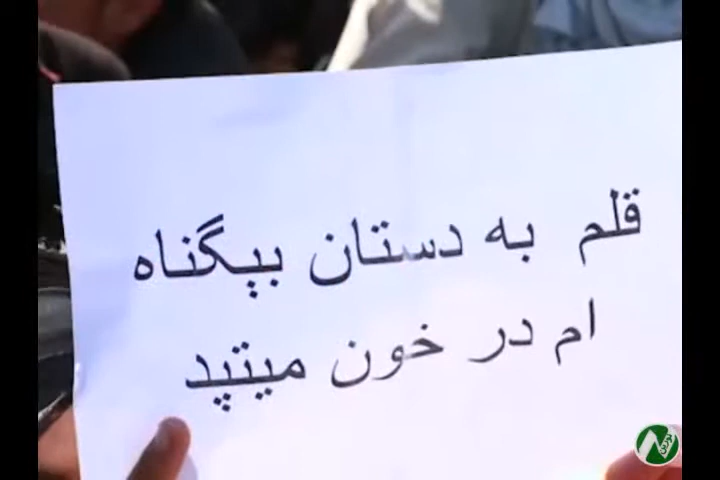 قلم به دستان بیگناه
ام در خون میتپد